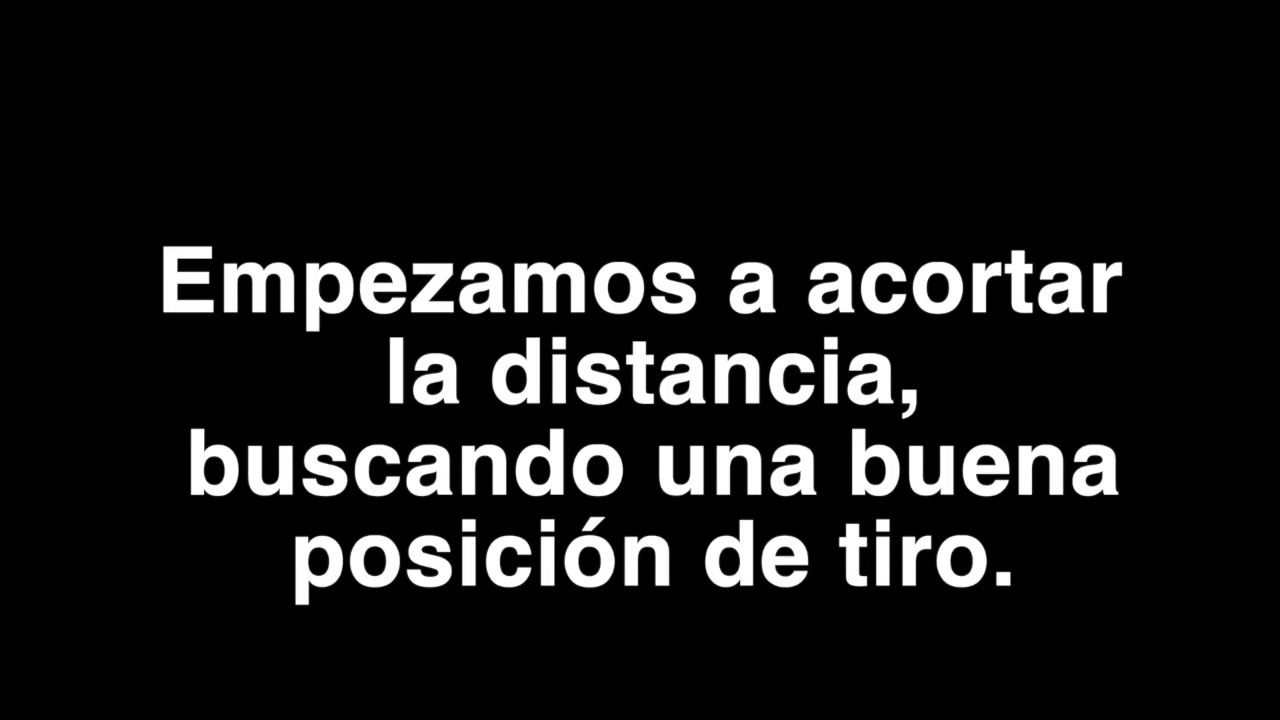 Empezamos a acortar
la distancia,
buscando una buena
posición de tiro.